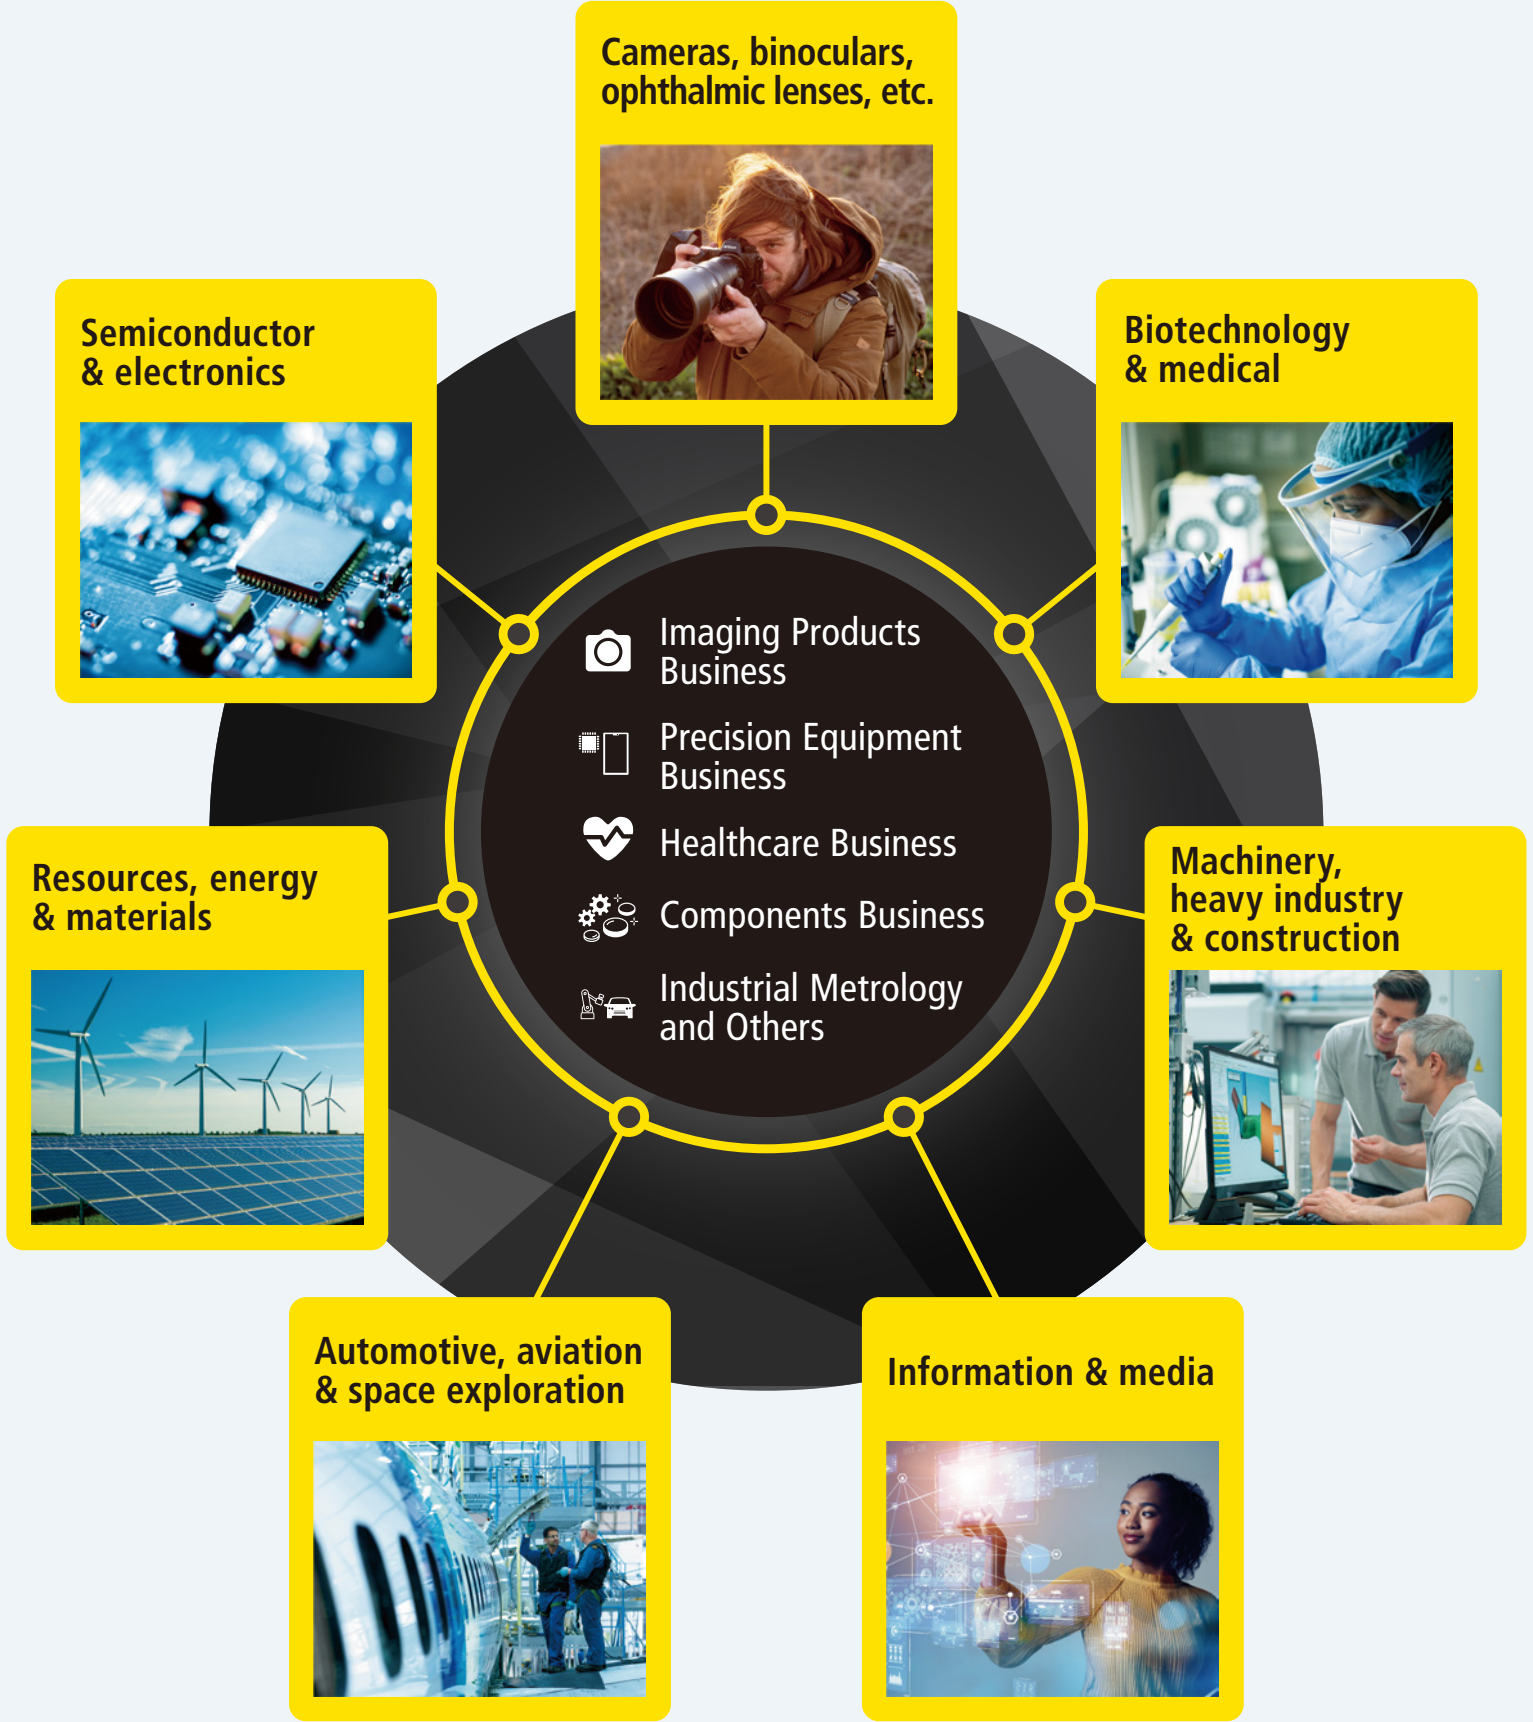 Cameras, binoculars,
ophthalmic lenses, etc.
Semiconductor
& electronics
Biotechnology
& medical
Imaging Products
Business
Precision Equipment
Business
Healthcare Business
Components Business
Industrial Metrology
and Others
Resources, energy
& materials
Machinery,
heavy industry
& construction
Automotive, aviation
& space exploration
Information & media